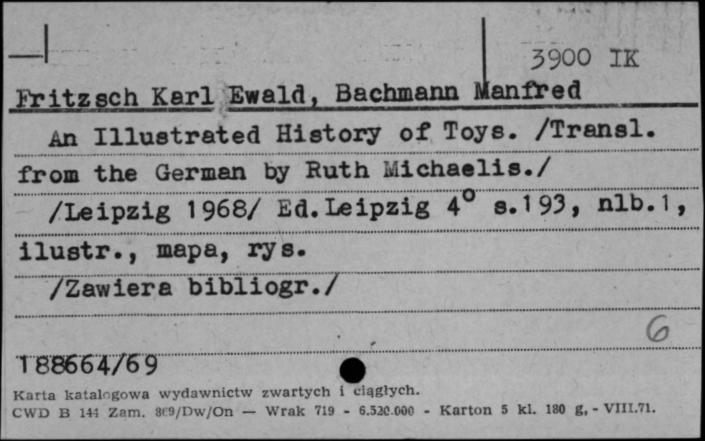 3900 IK
Fritzsch Karl Ewald, Bachmann Manfred
An Illustrated History of Toys. /Transl.
from the German by Ruth Michaelis./
/Leipzig 1968/ Ed.Leipzig 4° s.193, nlb.1,
ilustr., mapa, rys.
/Zawiera bibliogr./
6
188664/69
Karta katalogowa wydawnictw zwartych i ciągłych.
CWD B 144 Zam. 869/Dw/On — Wrak 719 - 6.520.000 - Karton 5 kl. 180 g, - VIII.71.